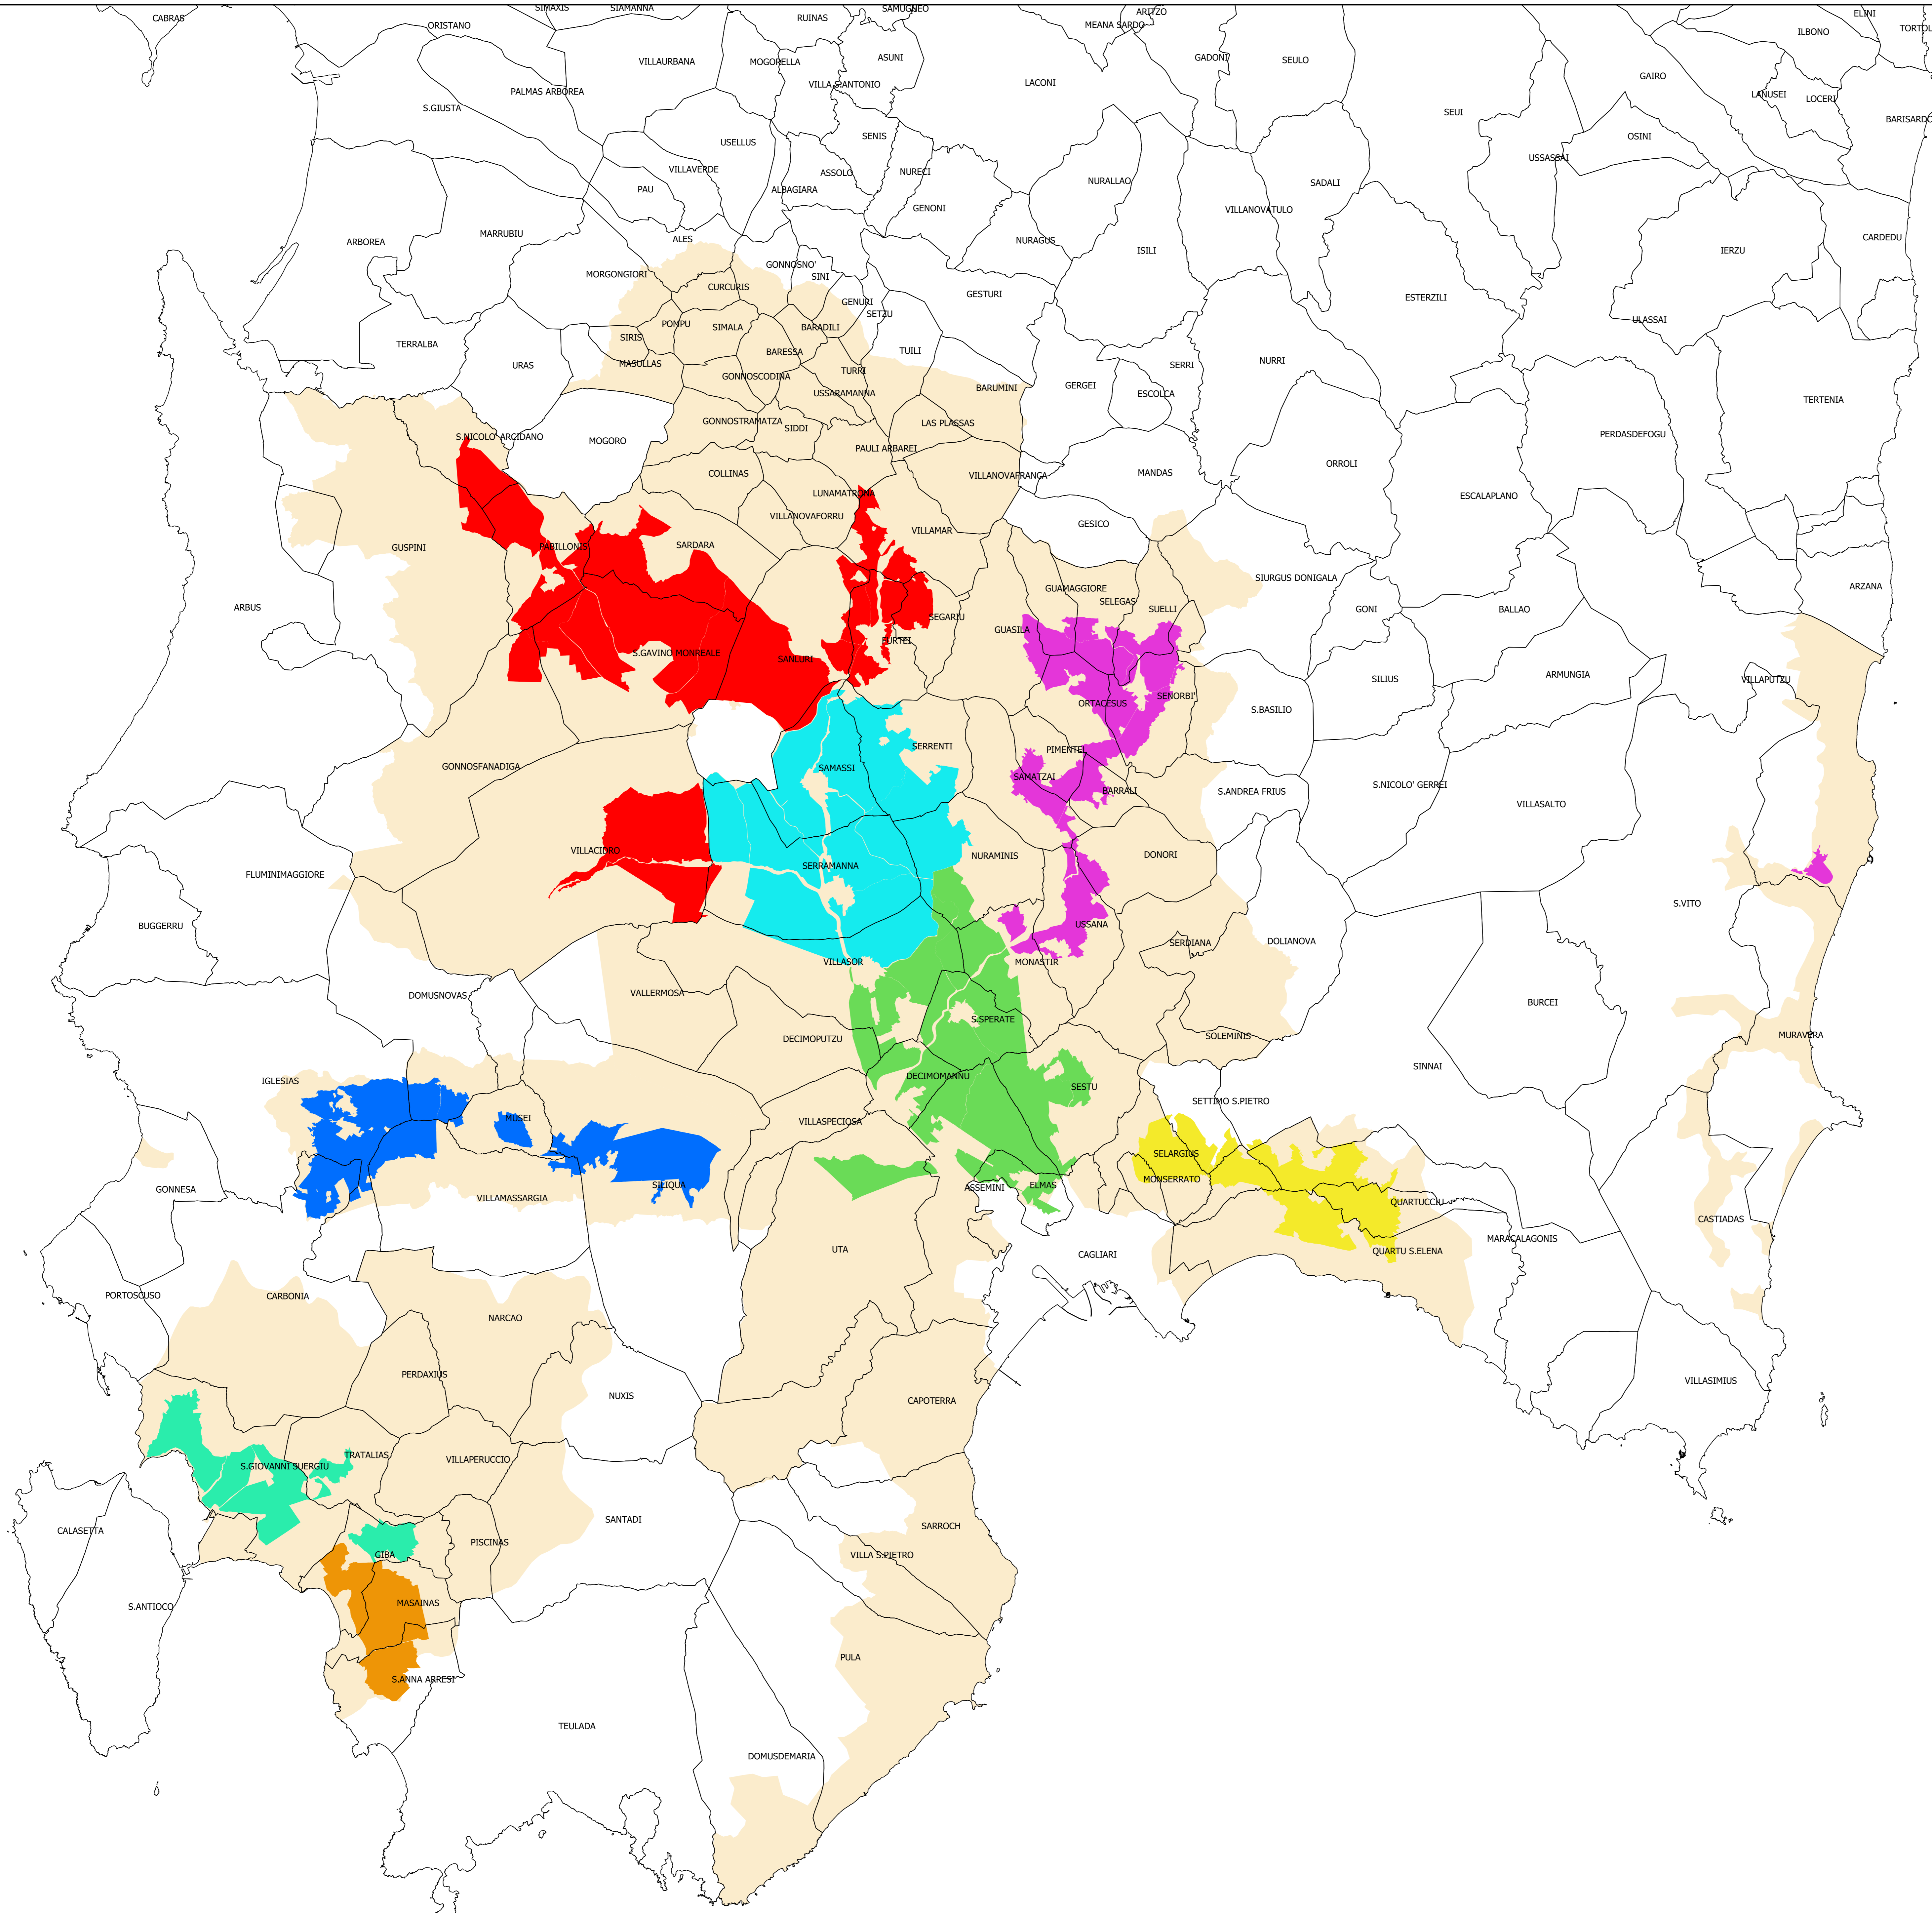 SIMAXIS
SIAMANNA
SAMUGHEO
ARITZO
ELINI
CABRAS
ORISTANO
RUINAS
MEANA SARDO
ILBONO
TORTOL
VILLAURBANA
MOGORELLA
ASUNI
GADONI
SEULO
GAIRO
PALMAS ARBOREA
VILLA S.ANTONIO
LACONI
LANUSEI
LOCERI
S.GIUSTA
SEUI
BARISARDO
USELLUS
SENIS
OSINI
USSASSAI
VILLAVERDE
ASSOLO
NURECI
NURALLAO
SADALI
PAU
ALBAGIARA
GENONI
VILLANOVATULO
ARBOREA
MARRUBIU
ALES
NURAGUS
ISILI
IERZU
CARDEDU
MORGONGIORI
GONNOSNO'
SINI
CURCURIS
GENURI
GESTURI
ESTERZILI
SETZU
ULASSAI
POMPU
SIMALA
BARADILI
SIRIS
TERRALBA
BARESSA
TUILI
URAS
MASULLAS
SERRI
NURRI
GONNOSCODINA
TURRI
BARUMINI
GERGEI
ESCOLCA
USSARAMANNA
TERTENIA
GONNOSTRAMATZA
SIDDI
LAS PLASSAS
S.NICOLO' ARCIDANO
MOGORO
PERDASDEFOGU
PAULI ARBAREI
ORROLI
COLLINAS
VILLANOVAFRANCA
MANDAS
LUNAMATRONA
ESCALAPLANO
VILLANOVAFORRU
VILLAMAR
GESICO
GUSPINI
PABILLONIS
SARDARA
SIURGUS DONIGALA
ARZANA
GUAMAGGIORE
SELEGAS
SUELLI
ARBUS
GONI
BALLAO
SEGARIU
GUASILA
FURTEI
S.GAVINO MONREALE
SANLURI
ARMUNGIA
SILIUS
VILLAPUTZU
ORTACESUS
SENORBI'
S.BASILIO
SERRENTI
PIMENTEL
GONNOSFANADIGA
SAMASSI
SAMATZAI
BARRALI
S.ANDREA FRIUS
S.NICOLO' GERREI
VILLASALTO
VILLACIDRO
NURAMINIS
DONORI
SERRAMANNA
FLUMINIMAGGIORE
S.VITO
BUGGERRU
USSANA
SERDIANA
DOLIANOVA
VILLASOR
MONASTIR
DOMUSNOVAS
VALLERMOSA
BURCEI
S.SPERATE
DECIMOPUTZU
SOLEMINIS
MURAVERA
SINNAI
IGLESIAS
DECIMOMANNU
SESTU
SETTIMO S.PIETRO
MUSEI
VILLASPECIOSA
SELARGIUS
MONSERRATO
GONNESA
VILLAMASSARGIA
SILIQUA
ASSEMINI
ELMAS
QUARTUCCIU
CASTIADAS
MARACALAGONIS
UTA
CAGLIARI
QUARTU S.ELENA
PORTOSCUSO
CARBONIA
NARCAO
PERDAXIUS
NUXIS
CAPOTERRA
VILLASIMIUS
TRATALIAS
VILLAPERUCCIO
S.GIOVANNI SUERGIU
SANTADI
CALASETTA
SARROCH
PISCINAS
GIBA
VILLA S.PIETRO
S.ANTIOCO
MASAINAS
PULA
S.ANNA ARRESI
TEULADA
DOMUSDEMARIA